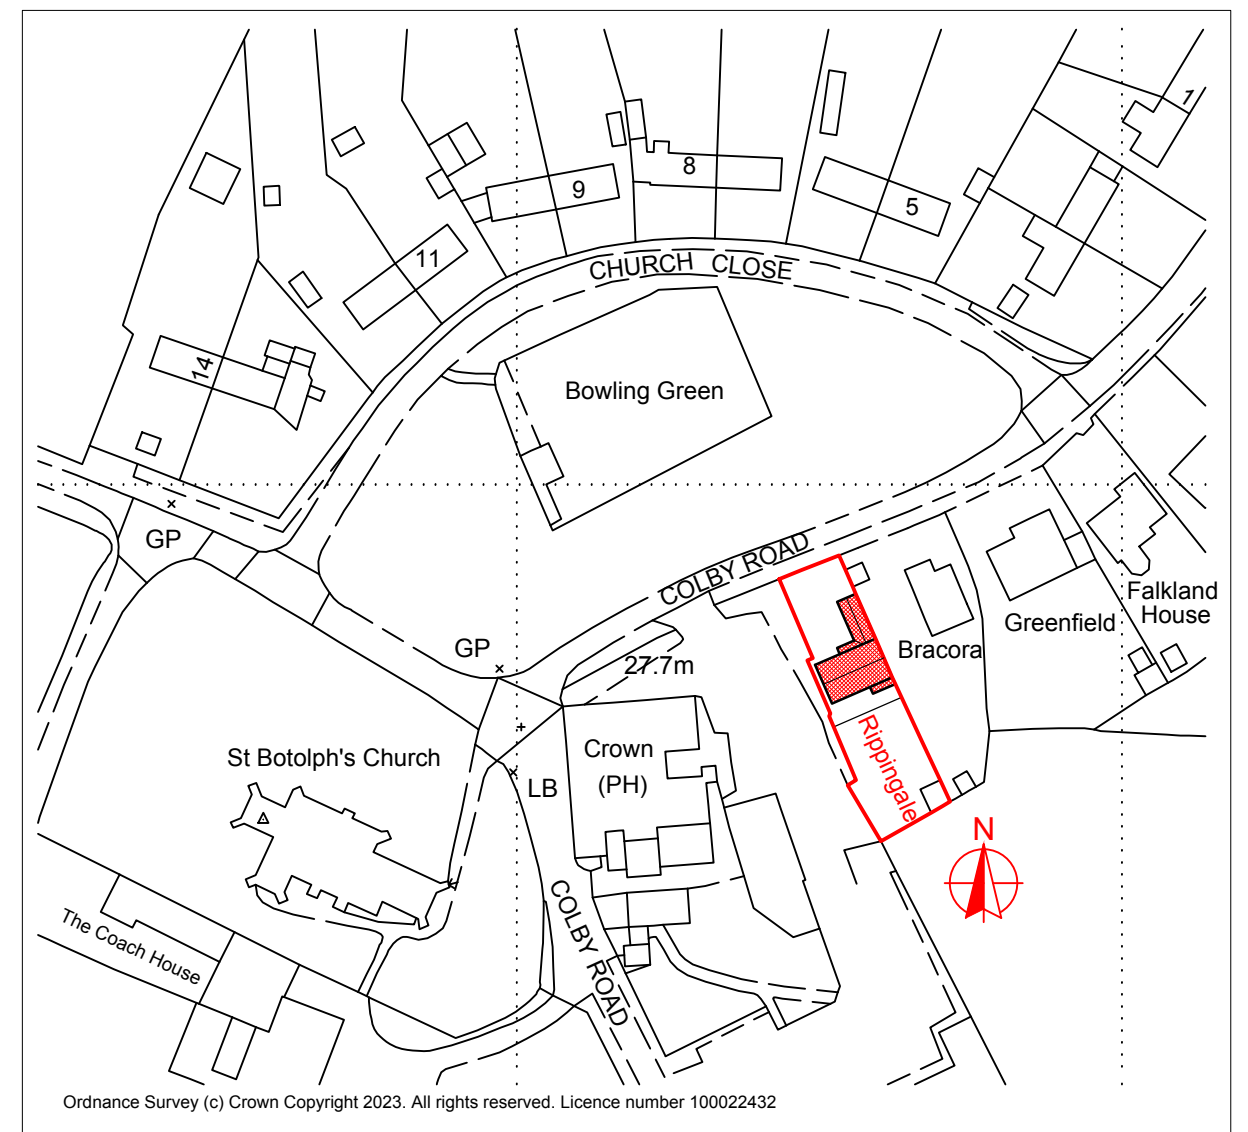 1
8
9
5
11
CHURCH CLOSE
14
Bowling Green
GP
COLBY ROAD
Falkland
House
Greenfield
GP
Bracora
27.7m
Rippingale
St Botolph's Church
Crown
(PH)
LB
N
COLBY ROAD
The Coach House
Ordnance Survey (c) Crown Copyright 2023. All rights reserved. Licence number 100022432